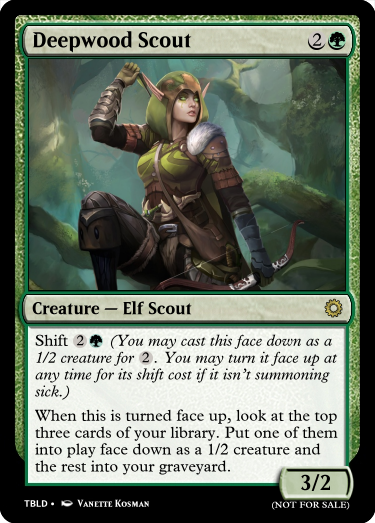 Deepwood Scout 2
Creature — Elf Scout
Shift 2 (You may cast this face down as a
1/2 creature for 2. You may turn it face up at
any time for its shift cost if it isn't summoning
sick.)
When this is turned face up, look at the top
three cards of your library. Put one of them
into play face down as a 1/2 creature and
the rest into your graveyard.
3/2
TBLD • Vanette Kosman
(NOT FOR SALE)